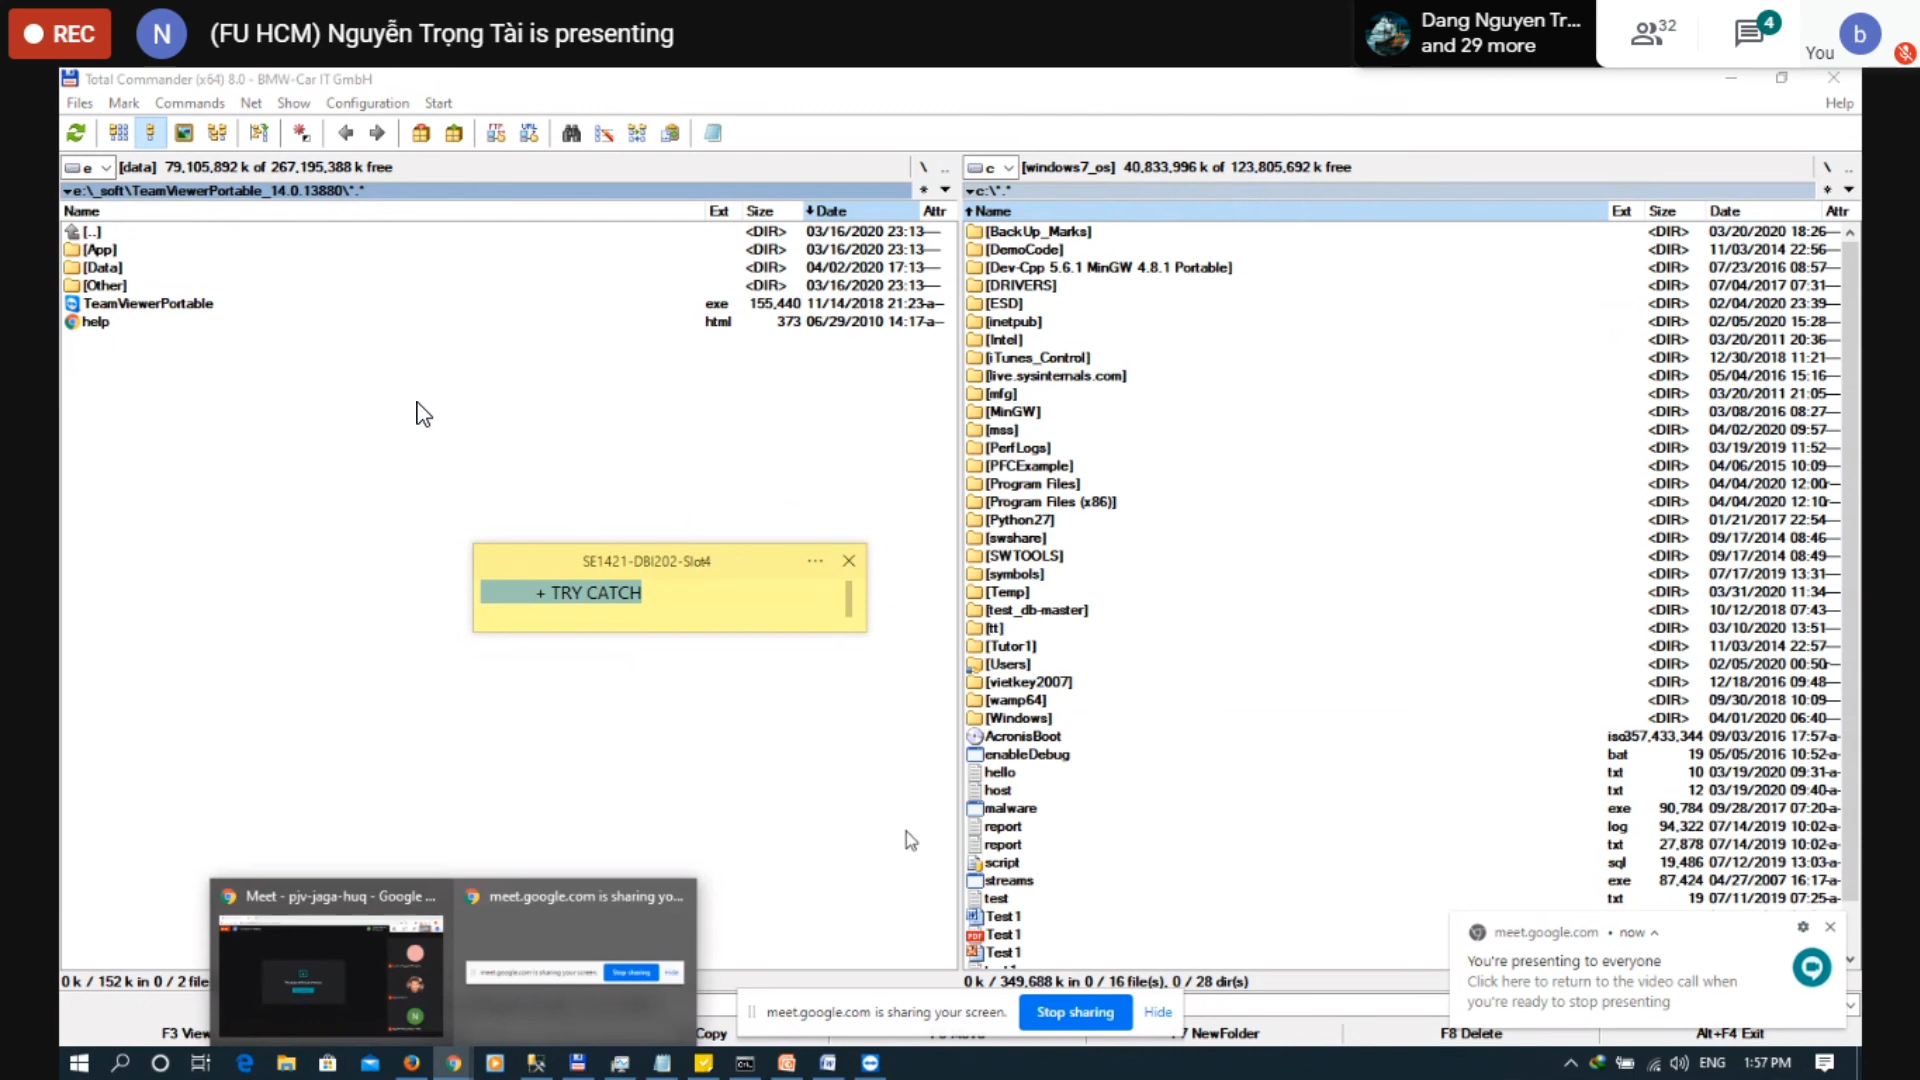 REC
N
(FU HCM) Nguyễn Trọng Tài is presenting
Dang Nguyen Tr...
and 29 more
32
4
You
b
Total Commander (x64) 8.0 - BMW-Car IT GmbH
Files Mark Commands Net Show Configuration Start
Help
e [data] 79,105,892 k of 267,195,388 k free \ ..
e:\_soft\TeamViewerPortable_14.0.13880\*.* *
Name Ext Size Date Attr
[..] <DIR> 03/16/2020 23:13—
[App] <DIR> 03/16/2020 23:13—
[Data] <DIR> 04/02/2020 17:13—
[Other] <DIR> 03/16/2020 23:13—
TeamViewerPortable exe 155,440 11/14/2018 21:23-a--
help html 373 06/29/2010 14:17-a--
c [windows7_os] 40,833,996 k of 123,805,692 k free \ ..
c:\*.* *
Name Ext Size Date Attr
[BackUp_Marks] <DIR> 03/20/2020 18:26—
[DemoCode] <DIR> 11/03/2014 22:56—
[Dev-Cpp 5.6.1 MinGW 4.8.1 Portable] <DIR> 07/23/2016 08:57—
[DRIVERS] <DIR> 07/04/2017 07:31—
[ESD] <DIR> 02/04/2020 23:39—
[inetpub] <DIR> 02/05/2020 15:28—
[Intel] <DIR> 03/20/2011 20:36—
[iTunes_Control] <DIR> 12/30/2018 11:21—
[live.sysinternals.com] <DIR> 05/04/2016 15:16—
[mfg] <DIR> 03/20/2011 21:05—
[MinGW] <DIR> 03/08/2016 08:27—
[mss] <DIR> 04/02/2020 09:57—
[PerfLogs] <DIR> 03/19/2019 11:52—
[PFCExample] <DIR> 04/06/2015 10:09—
[Program Files] <DIR> 04/04/2020 12:00r—
[Program Files (x86)] <DIR> 04/04/2020 12:10r—
[Python27] <DIR> 01/21/2017 22:54—
[swshare] <DIR> 09/17/2014 08:46—
[SWTOOLS] <DIR> 09/17/2014 08:49—
[symbols] <DIR> 07/17/2019 13:31—
[Temp] <DIR> 03/31/2020 11:34—
[test_db-master] <DIR> 10/12/2018 07:43—
[tt] <DIR> 03/10/2020 13:51—
[Tutor1] <DIR> 11/03/2014 22:57—
[Users] <DIR> 02/05/2020 00:50r—
[vietkey2007] <DIR> 12/18/2016 09:48—
[wamp64] <DIR> 09/30/2018 10:09—
[Windows] <DIR> 04/01/2020 06:40—
AcronisBoot iso 357,433,344 09/03/2016 17:57-a-
enableDebug bat 19 05/05/2016 10:52-a-
hello txt 10 03/19/2020 09:31-a-
host txt 12 03/19/2020 09:40-a-
malware exe 90,784 09/28/2017 07:20-a-
report log 94,322 07/14/2019 10:02-a-
report txt 27,878 07/14/2019 10:02-a-
script sql 19,486 07/12/2019 13:03-a-
streams exe 87,424 04/27/2007 16:17-a-
test txt 19 07/11/2019 07:25-a-
Test1
Test1
Test1
SE1421-DBI202-Slot4
+ TRY CATCH
Meet - pjv-jaga-huq - Google ...
meet.google.com is sharing yo...
meet.google.com is sharing your screen. Stop sharing Hide
0 k / 152 k in 0 / 2 file
0 k / 349,688 k in 0 / 16 file(s), 0 / 28 dir(s)
meet.google.com is sharing your screen. Stop sharing Hide
meet.google.com • now
You're presenting to everyone
Click here to return to the video call when
you're ready to stop presenting
F3 View
Copy
7 NewFolder
F8 Delete
Alt+F4 Exit
ENG 1:57 PM